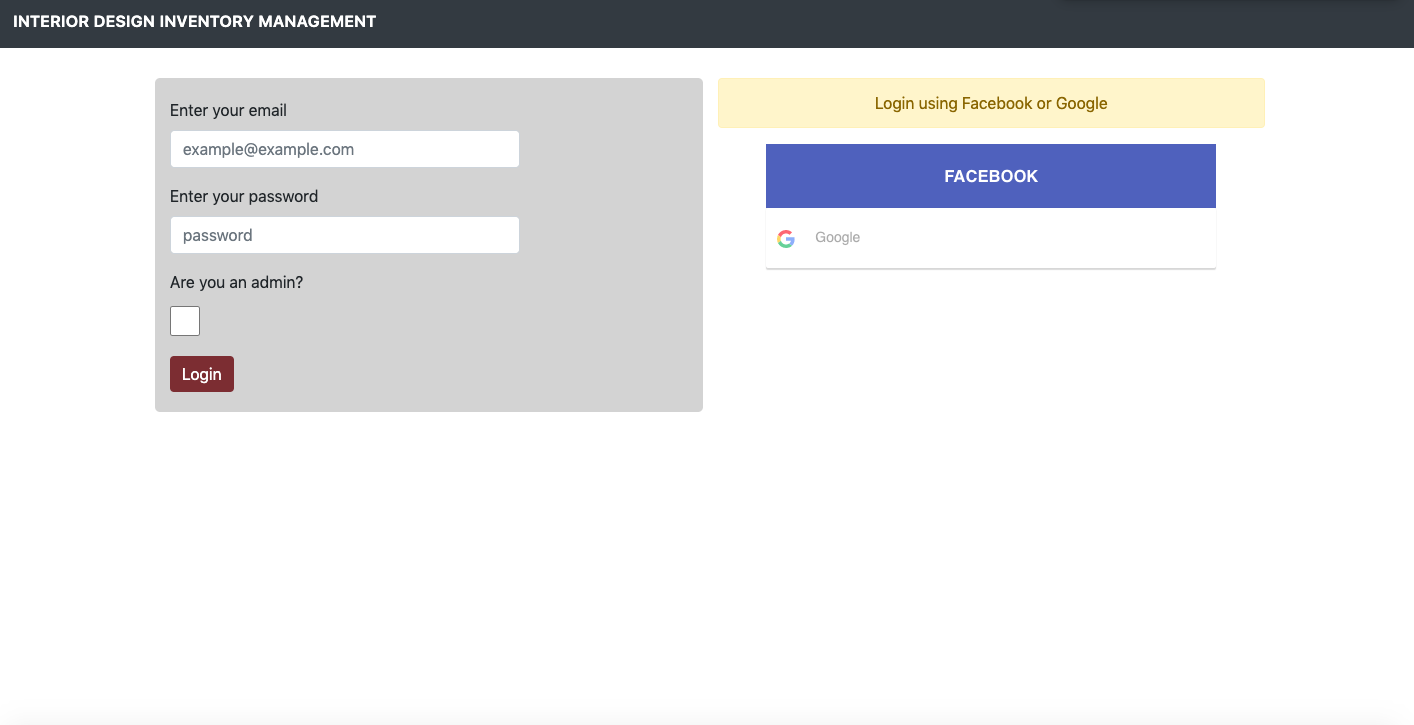 INTERIOR DESIGN INVENTORY MANAGEMENT
Enter your email
example@example.com
Enter your password
password
Are you an admin?
Login
Login using Facebook or Google
FACEBOOK
Google